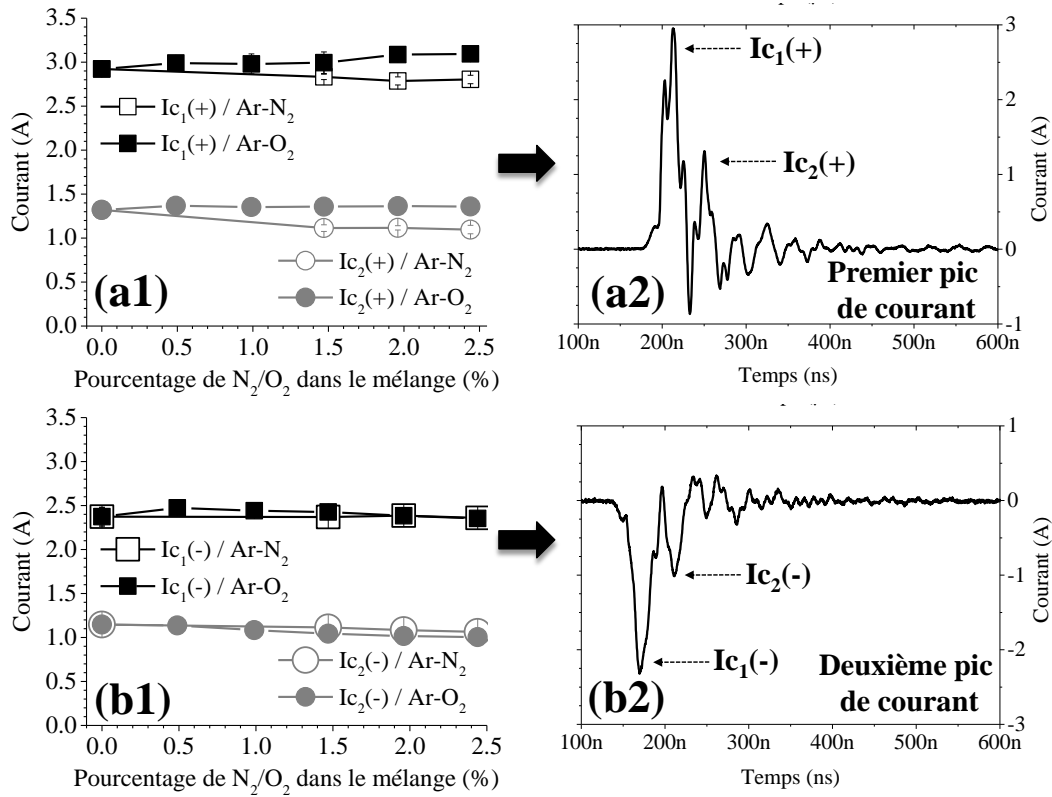 3.5
3.0
2.5
2.0
1.5
1.0
0.5
0.0
Courant (A)
Ic₁(+) / Ar-N₂
Ic₁(+) / Ar-O₂
Ic₂(+) / Ar-N₂
Ic₂(+) / Ar-O₂
(a1)
0.0 0.5 1.0 1.5 2.0 2.5
Pourcentage de N₂/O₂ dans le mélange (%)
Ic₁(+)
Ic₂(+)
3
2
1
0
-1
Courant (A)
(a2)
Premier pic
de courant
100n 200n 300n 400n 500n 600n
Temps (ns)
3.5
3.0
2.5
2.0
1.5
1.0
0.5
0.0
Courant (A)
Ic₁(-) / Ar-N₂
Ic₁(-) / Ar-O₂
Ic₂(-) / Ar-N₂
Ic₂(-) / Ar-O₂
(b1)
0.0 0.5 1.0 1.5 2.0 2.5
Pourcentage de N₂/O₂ dans le mélange (%)
1
0
-1
-2
-3
Courant (A)
Ic₂(-)
Ic₁(-)
(b2)
Deuxième pic
de courant
100n 200n 300n 400n 500n 600n
Temps (ns)